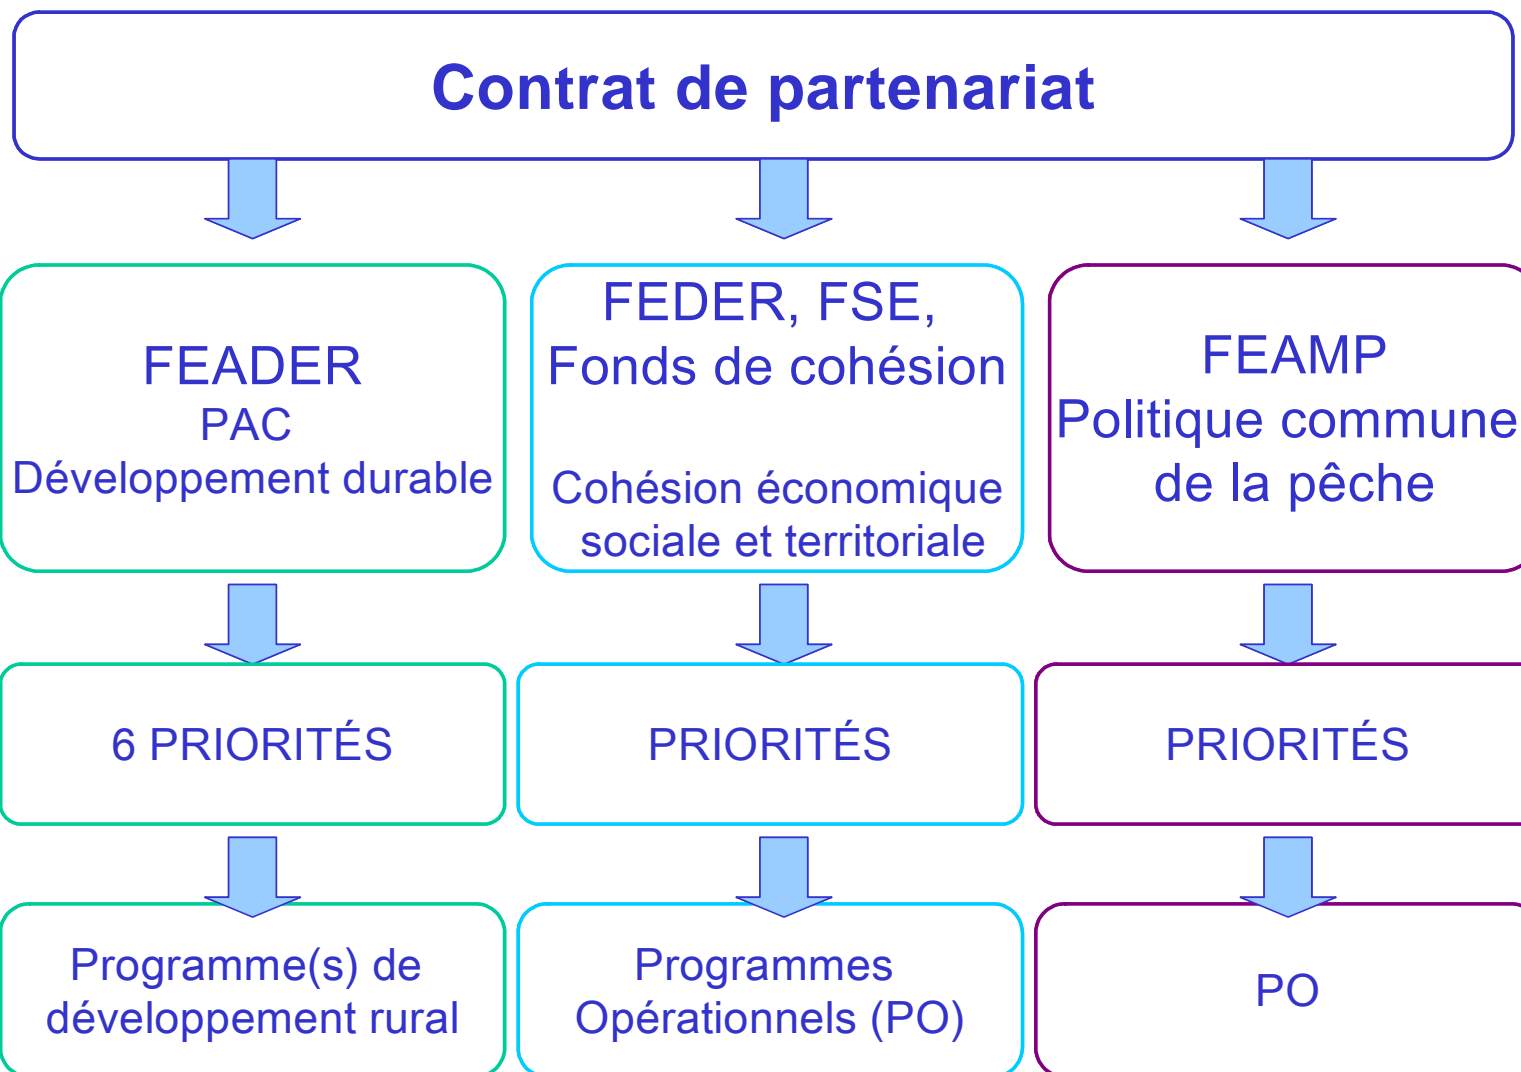 Contrat de partenariat
FEADER
PAC
Développement durable
FEDER, FSE,
Fonds de cohésion
Cohésion économique
sociale et territoriale
FEAMP
Politique commune
de la pêche
6 PRIORITÉS
PRIORITÉS
PRIORITÉS
Programme(s) de
développement rural
Programmes
Opérationnels (PO)
PO